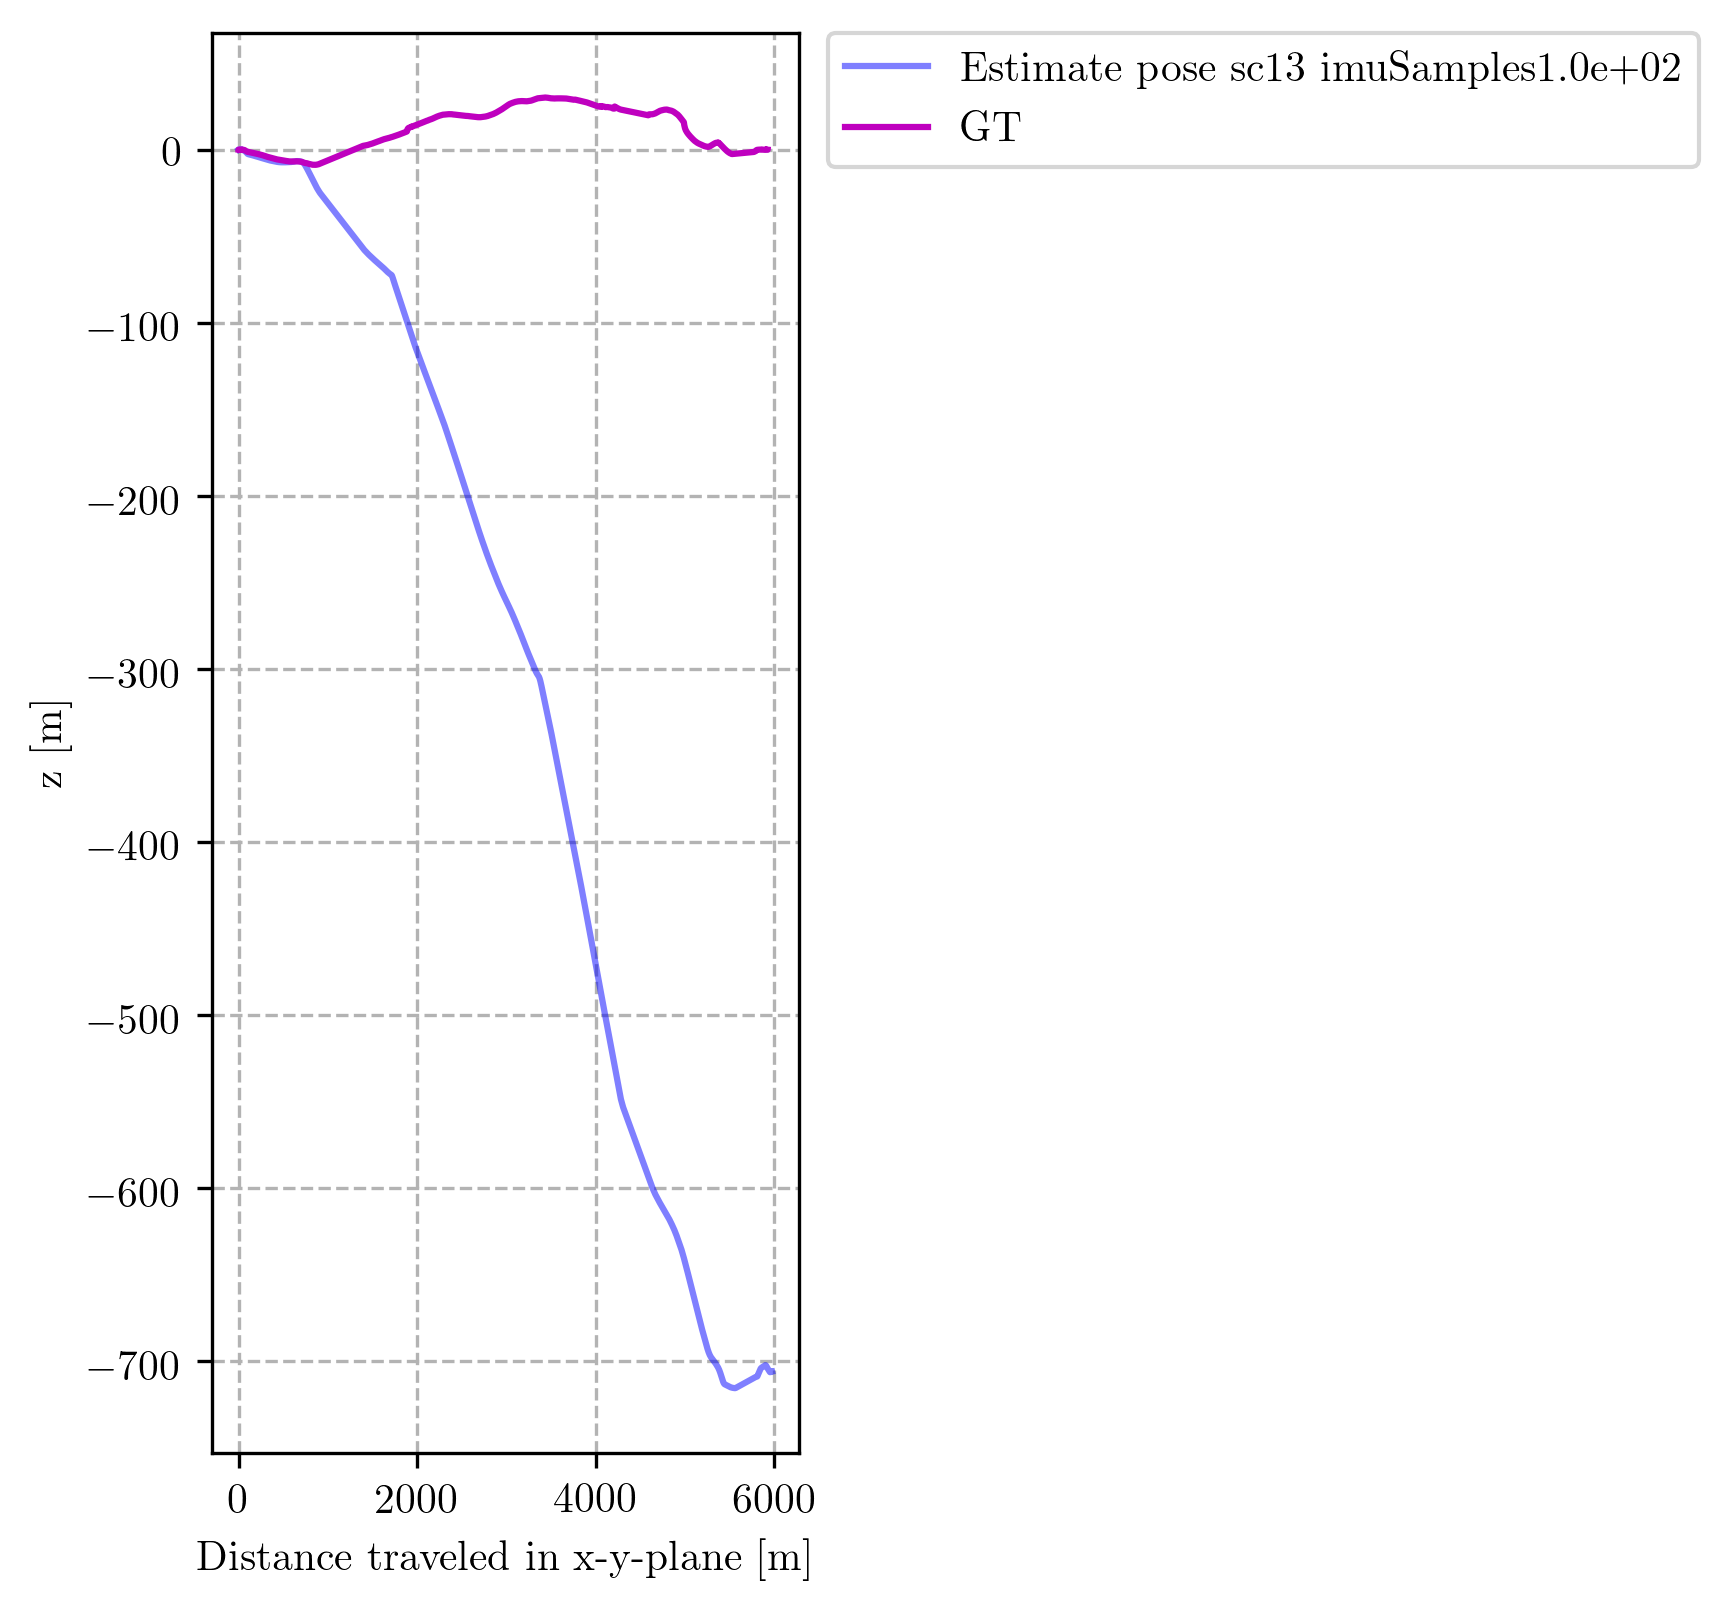 Estimate pose sc13 imuSamples1.0e+02
GT
0
−100
−200
−300
−400
−500
−600
−700
z [m]
0 2000 4000 6000
Distance traveled in x-y-plane [m]